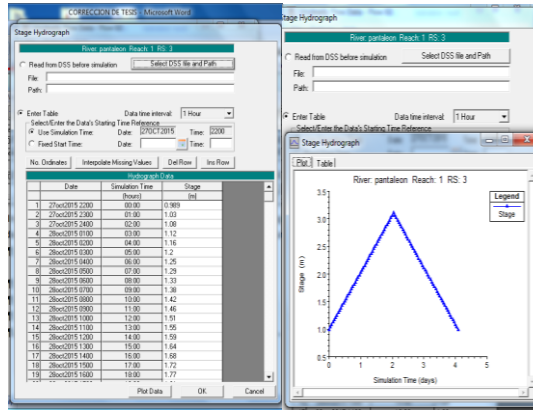 CORRECCION DE TESIS - Microsoft Word
Stage Hydrograph
River: pantaleon Reach: 1 RS: 3
Read from DSS before simulation
Select DSS file and Path
File:
Path:
Enter Table
Data time interval:
1 Hour
Select/Enter the Data's Starting Time Reference
Use Simulation Time:
Date:
27OCT2015
Time:
2200
Fixed Start Time:
Date:
Time:
No. Ordinates
Interpolate Missing Values
Del Row
Ins Row
Hydrograph Data
Date Simulation Time Stage
(hours) (m)
1 27oct2015 2200 00:00 0.989
2 27oct2015 2300 01:00 1.03
3 27oct2015 2400 02:00 1.08
4 28oct2015 0100 03:00 1.12
5 28oct2015 0200 04:00 1.16
6 28oct2015 0300 05:00 1.2
7 28oct2015 0400 06:00 1.25
8 28oct2015 0500 07:00 1.29
9 28oct2015 0600 08:00 1.33
10 28oct2015 0700 09:00 1.38
11 28oct2015 0800 10:00 1.42
12 28oct2015 0900 11:00 1.46
13 28oct2015 1000 12:00 1.51
14 28oct2015 1100 13:00 1.55
15 28oct2015 1200 14:00 1.59
16 28oct2015 1300 15:00 1.64
17 28oct2015 1400 16:00 1.68
18 28oct2015 1500 17:00 1.72
19 28oct2015 1600 18:00 1.77
Plot Data
OK
Cancel
tage Hydrograph
River: pantaleon Reach: 1 RS: 3
Read from DSS before simulation
Select DSS file and Path
File:
Path:
Enter Table
Data time interval:
1 Hour
Select/Enter the Data's Starting Time Reference
Stage Hydrograph
Plot
Table
River: pantaleon Reach: 1 RS: 3
Legend
Stage
Stage (m)
3.5
3.0
2.5
2.0
1.5
1.0
0.5
0 1 2 3 4 5
Simulation Time (days)